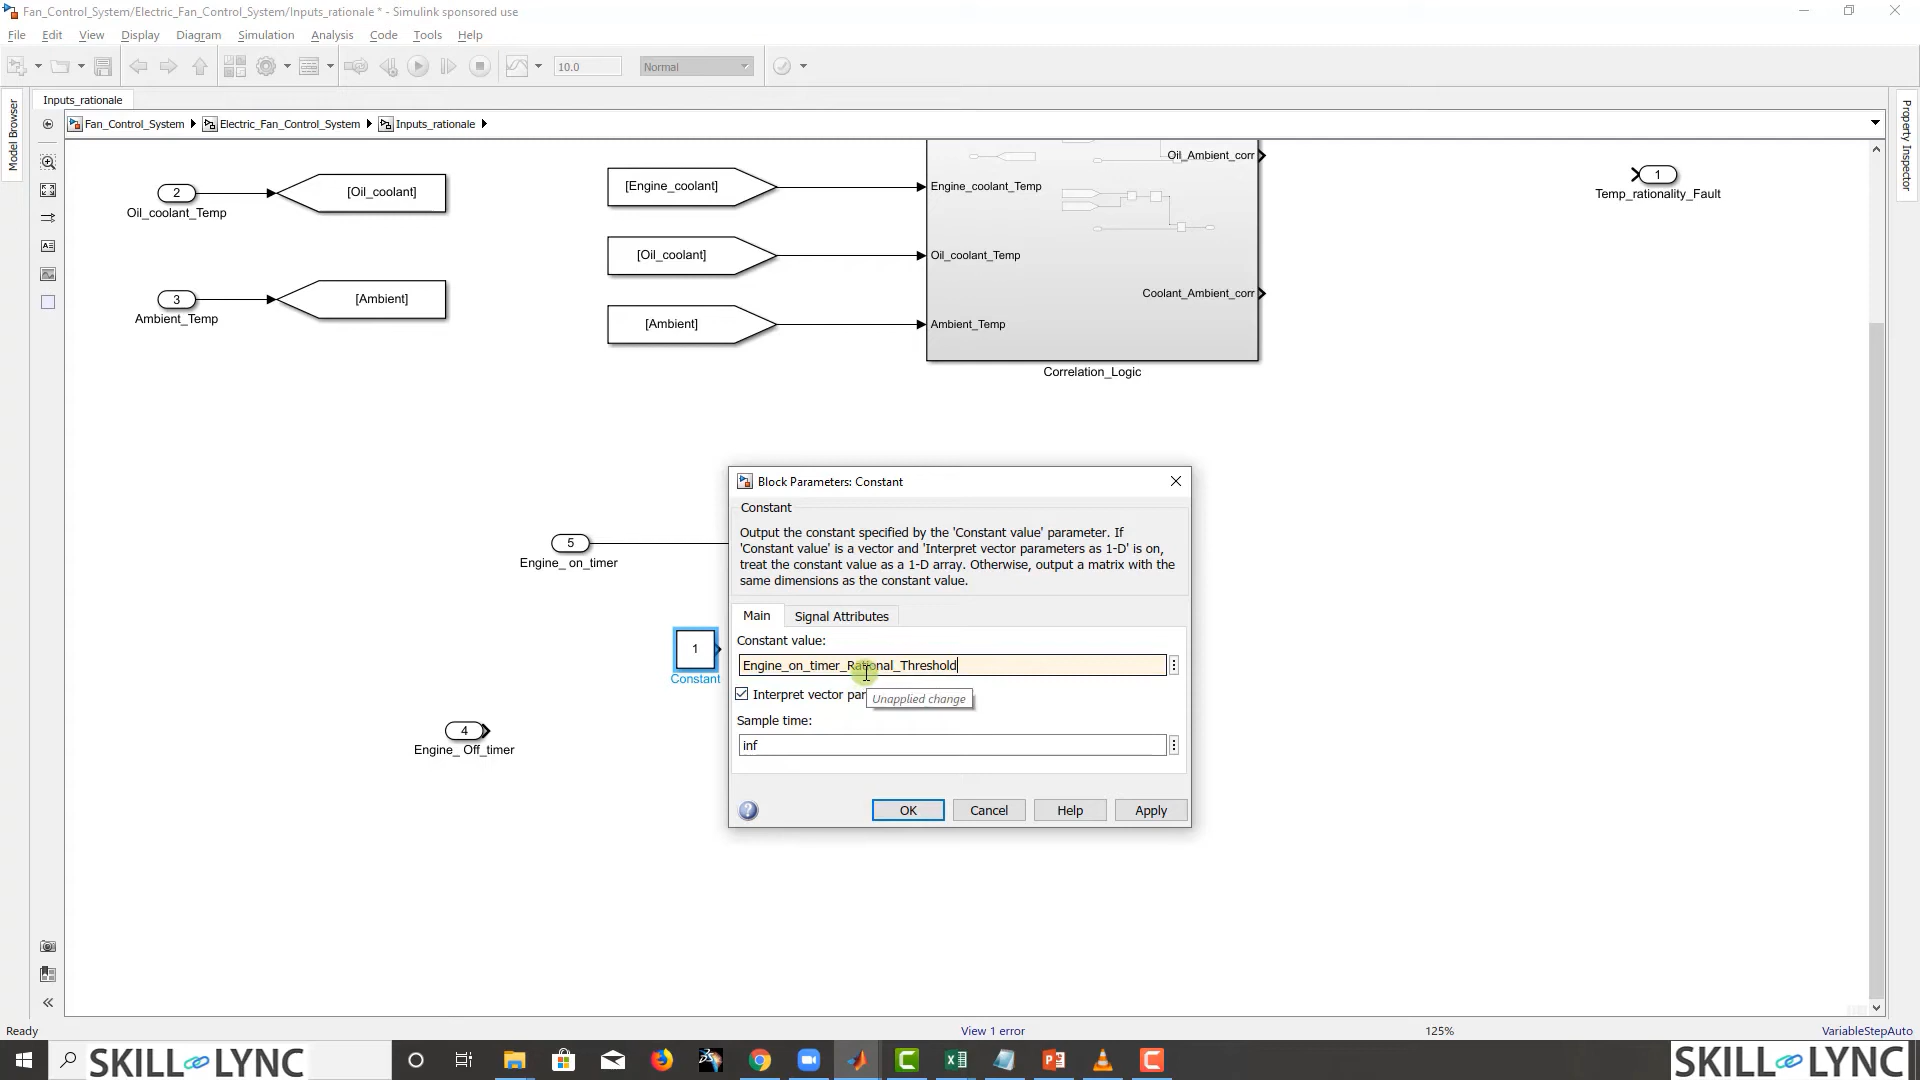 Fan_Control_System/Electric_Fan_Control_System/Inputs_rationale * - Simulink sponsored use
File Edit View Display Diagram Simulation Analysis Code Tools Help
10.0 Normal
Model Browser
Inputs_rationale
Property Inspector
Fan_Control_System Electric_Fan_Control_System Inputs_rationale
Oil_Ambient_corr
2 [Oil_coolant] [Engine_coolant] Engine_coolant_Temp 1
Oil_coolant_Temp Temp_rationality_Fault
[Oil_coolant] Oil_coolant_Temp
Coolant_Ambient_corr
3 [Ambient] [Ambient] Ambient_Temp
Ambient_Temp
Correlation_Logic
Block Parameters: Constant
Constant
Output the constant specified by the 'Constant value' parameter. If
'Constant value' is a vector and 'Interpret vector parameters as 1-D' is on,
treat the constant value as a 1-D array. Otherwise, output a matrix with the
same dimensions as the constant value.
5
Engine_ on_timer
Main Signal Attributes
Constant value:
1 Engine_on_timer_Rational_Threshold
Constant
Interpret vector par
Unapplied change
Sample time:
inf
4
Engine_ Off_timer
OK Cancel Help Apply
Ready View 1 error 125% VariableStepAuto
SKILL LYNC SKILL LYNC